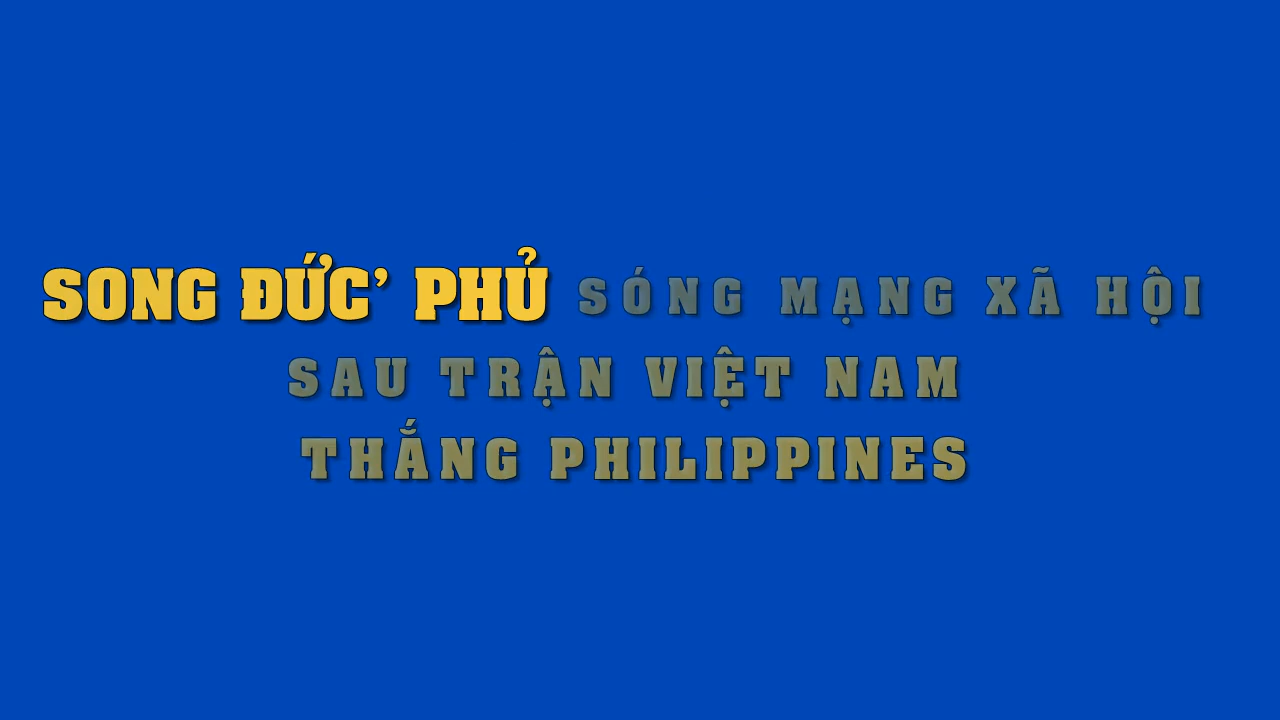 SONG ĐỨC’ PHỦ SÓNG MẠNG XÃ HỘI
SAU TRẬN VIỆT NAM
THẮNG PHILIPPINES